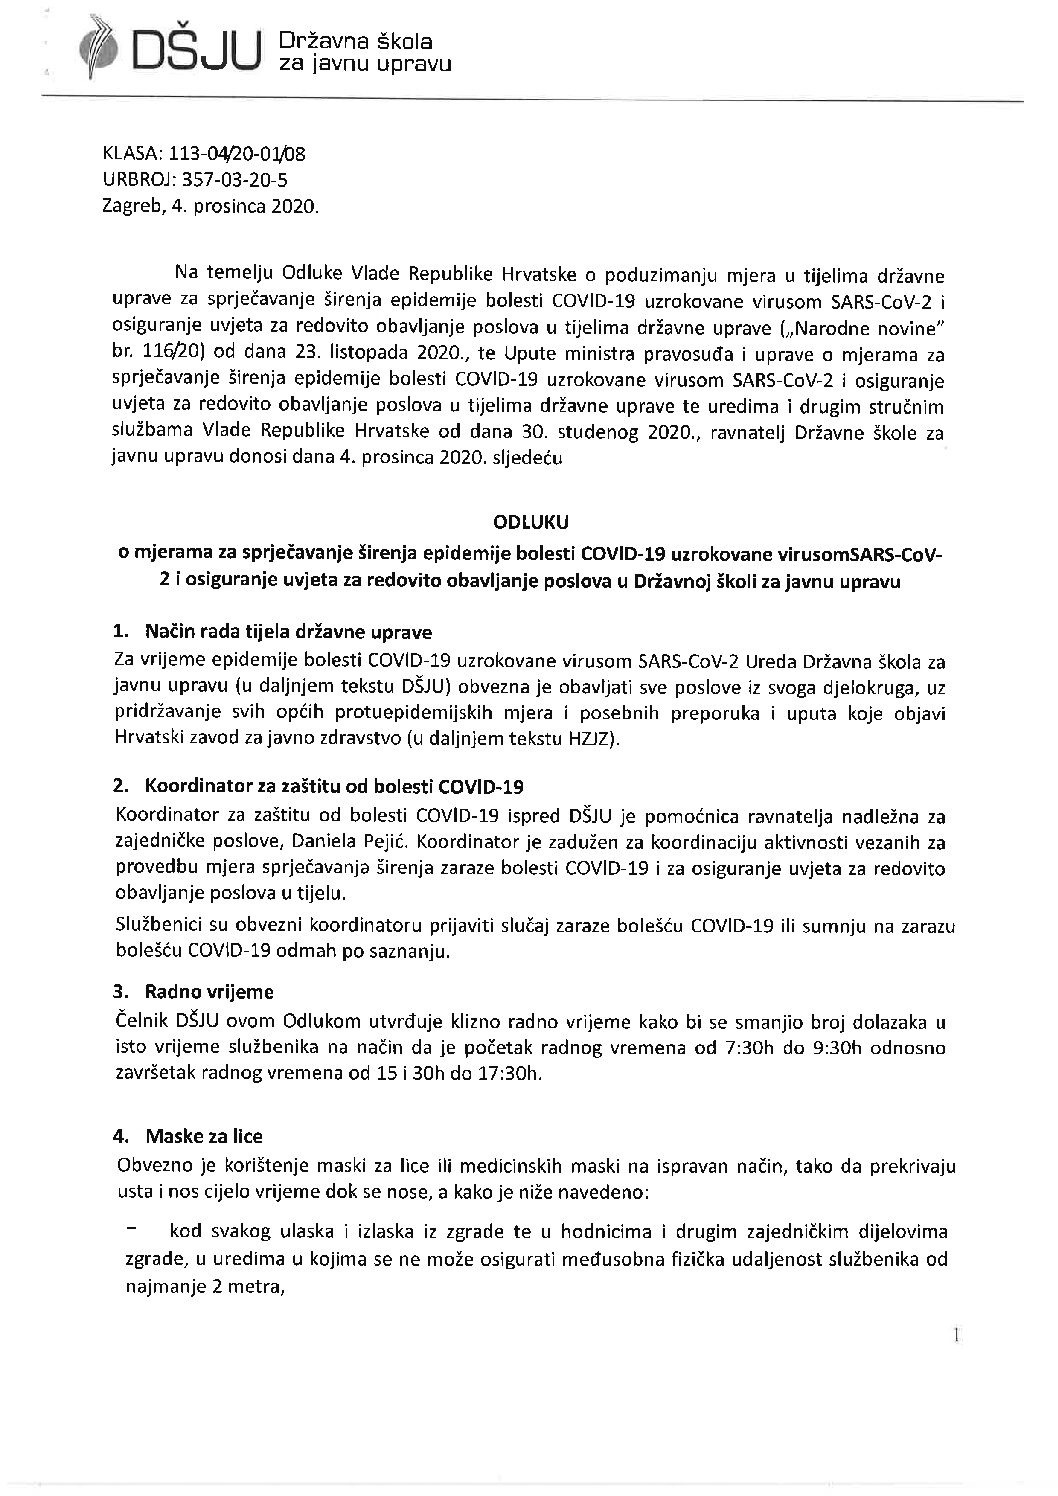 DŠJU Državna škola
za javnu upravu
KLASA: 113-04/20-01/08
URBROJ: 357-03-20-5
Zagreb, 4. prosinca 2020.
Na temelju Odluke Vlade Republike Hrvatske o poduzimanju mjera u tijelima državne
uprave za sprječavanje širenja epidemije bolesti COVID-19 uzrokovane virusom SARS-CoV-2 i
osiguranje uvjeta za redovito obavljanje poslova u tijelima državne uprave („Narodne novine"
br. 116/20) od dana 23. listopada 2020., te Upute ministra pravosuđa i uprave o mjerama za
sprječavanje širenja epidemije bolesti COVID-19 uzrokovane virusom SARS-CoV-2 i osiguranje
uvjeta za redovito obavljanje poslova u tijelima državne uprave te uredima i drugim stručnim
službama Vlade Republike Hrvatske od dana 30. studenog 2020., ravnatelj Državne škole za
javnu upravu donosi dana 4. prosinca 2020. sljedeću
ODLUKU
o mjerama za sprječavanje širenja epidemije bolesti COVID-19 uzrokovane virusomSARS-CoV-
2 i osiguranje uvjeta za redovito obavljanje poslova u Državnoj školi za javnu upravu
1. Način rada tijela državne uprave
Za vrijeme epidemije bolesti COVID-19 uzrokovane virusom SARS-CoV-2 Ureda Državna škola za
javnu upravu (u daljnjem tekstu DŠJU) obvezna je obavljati sve poslove iz svoga djelokruga, uz
pridržavanje svih općih protuepidemijskih mjera i posebnih preporuka i uputa koje objavi
Hrvatski zavod za javno zdravstvo (u daljnjem tekstu HZJZ).
2. Koordinator za zaštitu od bolesti COVID-19
Koordinator za zaštitu od bolesti COVID-19 ispred DŠJU je pomoćnica ravnatelja nadležna za
zajedničke poslove, Daniela Pejić. Koordinator je zadužen za koordinaciju aktivnosti vezanih za
provedbu mjera sprječavanja širenja zaraze bolesti COVID-19 i za osiguranje uvjeta za redovito
obavljanje poslova u tijelu.
Službenici su obvezni koordinatoru prijaviti slučaj zaraze bolešću COVID-19 ili sumnju na zarazu
bolešću COVID-19 odmah po saznanju.
3. Radno vrijeme
Čelnik DŠJU ovom Odlukom utvrđuje klizno radno vrijeme kako bi se smanjio broj dolazaka u
isto vrijeme službenika na način da je početak radnog vremena od 7:30h do 9:30h odnosno
završetak radnog vremena od 15 i 30h do 17:30h.
4. Maske za lice
Obvezno je korištenje maski za lice ili medicinskih maski na ispravan način, tako da prekrivaju
usta i nos cijelo vrijeme dok se nose, a kako je niže navedeno:
– kod svakog ulaska i izlaska iz zgrade te u hodnicima i drugim zajedničkim dijelovima
zgrade, u uredima u kojima se ne može osigurati međusobna fizička udaljenost službenika od
najmanje 2 metra,
1